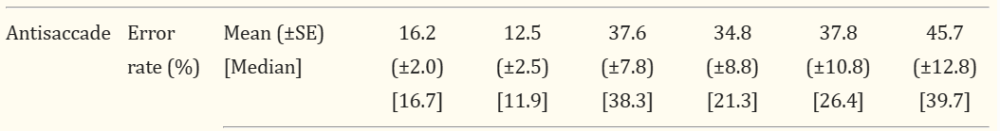 Antisaccade Error Mean (±SE) 16.2 12.5 37.6 34.8 37.8 45.7
rate (%) [Median] (±2.0) (±2.5) (±7.8) (±8.8) (±10.8) (±12.8)
[16.7] [11.9] [38.3] [21.3] [26.4] [39.7]